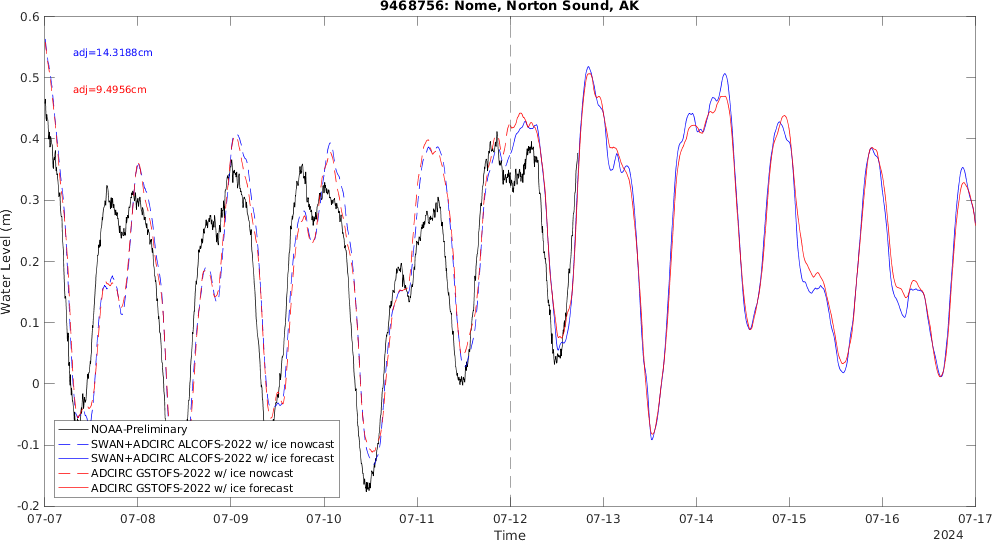 9468756: Nome, Norton Sound, AK
0.6
0.5
0.4
0.3
0.2
0.1
0
-0.1
-0.2
Water Level (m)
adj=14.3188cm
adj=9.4956cm
NOAA-Preliminary
SWAN+ADCIRC ALCOFS-2022 w/ ice nowcast
SWAN+ADCIRC ALCOFS-2022 w/ ice forecast
ADCIRC GSTOFS-2022 w/ ice nowcast
ADCIRC GSTOFS-2022 w/ ice forecast
07-07 07-08 07-09 07-10 07-11 07-12 07-13 07-14 07-15 07-16 07-17
Time
2024